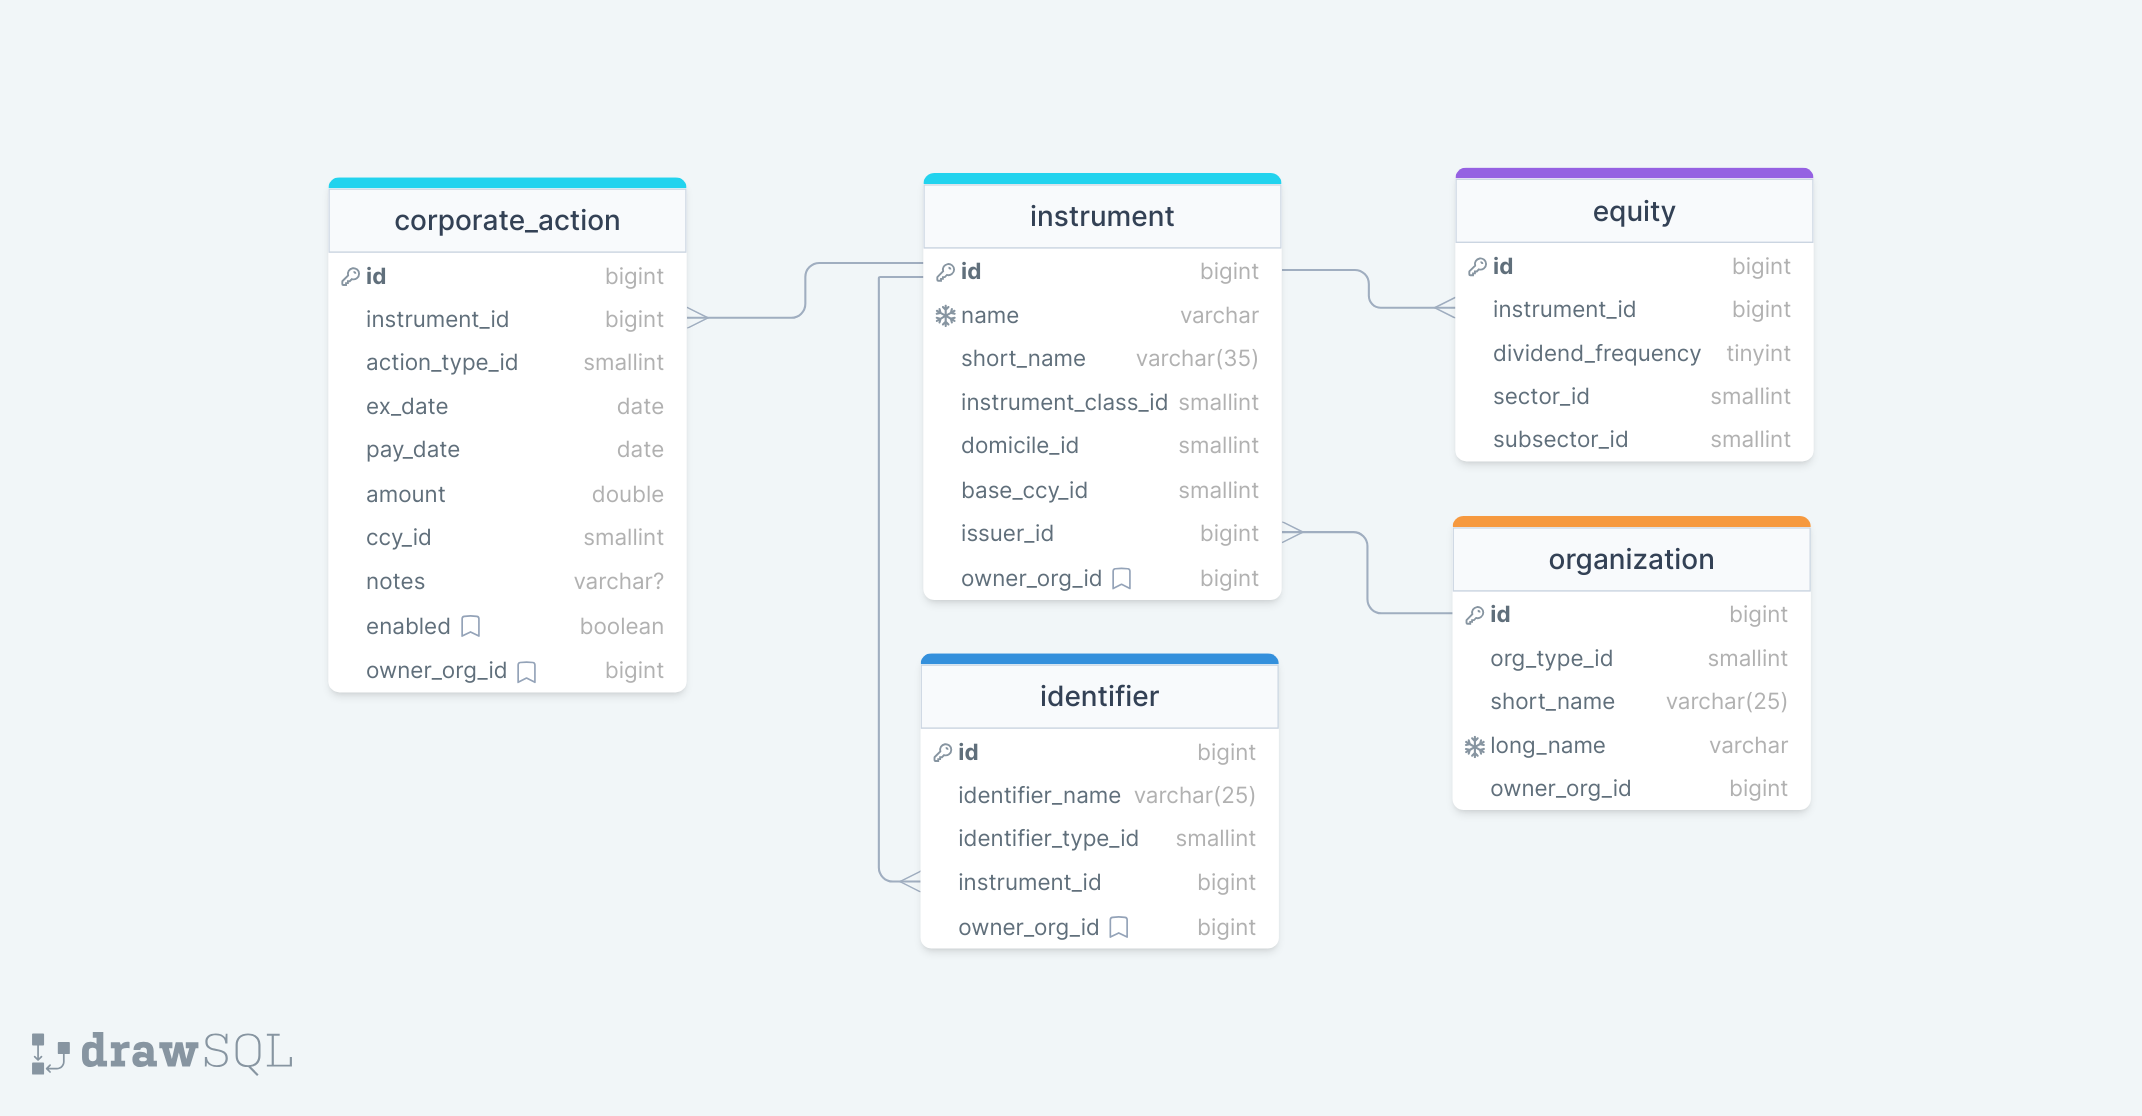 corporate_action
id bigint
instrument_id bigint
action_type_id smallint
ex_date date
pay_date date
amount double
ccy_id smallint
notes varchar?
enabled boolean
owner_org_id bigint
instrument
id bigint
name varchar
short_name varchar(35)
instrument_class_id smallint
domicile_id smallint
base_ccy_id smallint
issuer_id bigint
owner_org_id bigint
identifier
id bigint
identifier_name varchar(25)
identifier_type_id smallint
instrument_id bigint
owner_org_id bigint
equity
id bigint
instrument_id bigint
dividend_frequency tinyint
sector_id smallint
subsector_id smallint
organization
id bigint
org_type_id smallint
short_name varchar(25)
long_name varchar
owner_org_id bigint
drawSQL